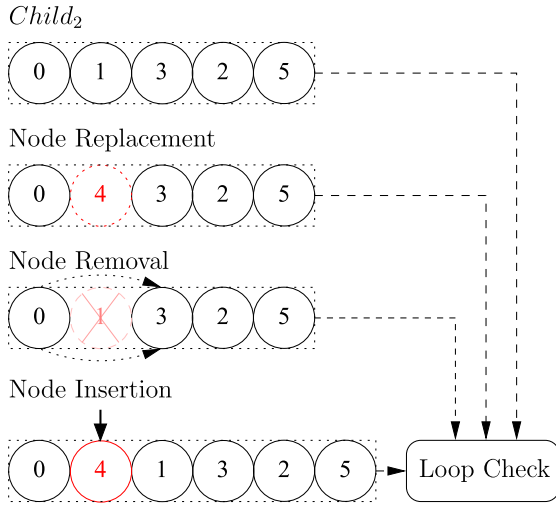 Child₂
0 1 3 2 5
Node Replacement
0 4 3 2 5
Node Removal
0 1 3 2 5
Node Insertion
0 4 1 3 2 5 Loop Check